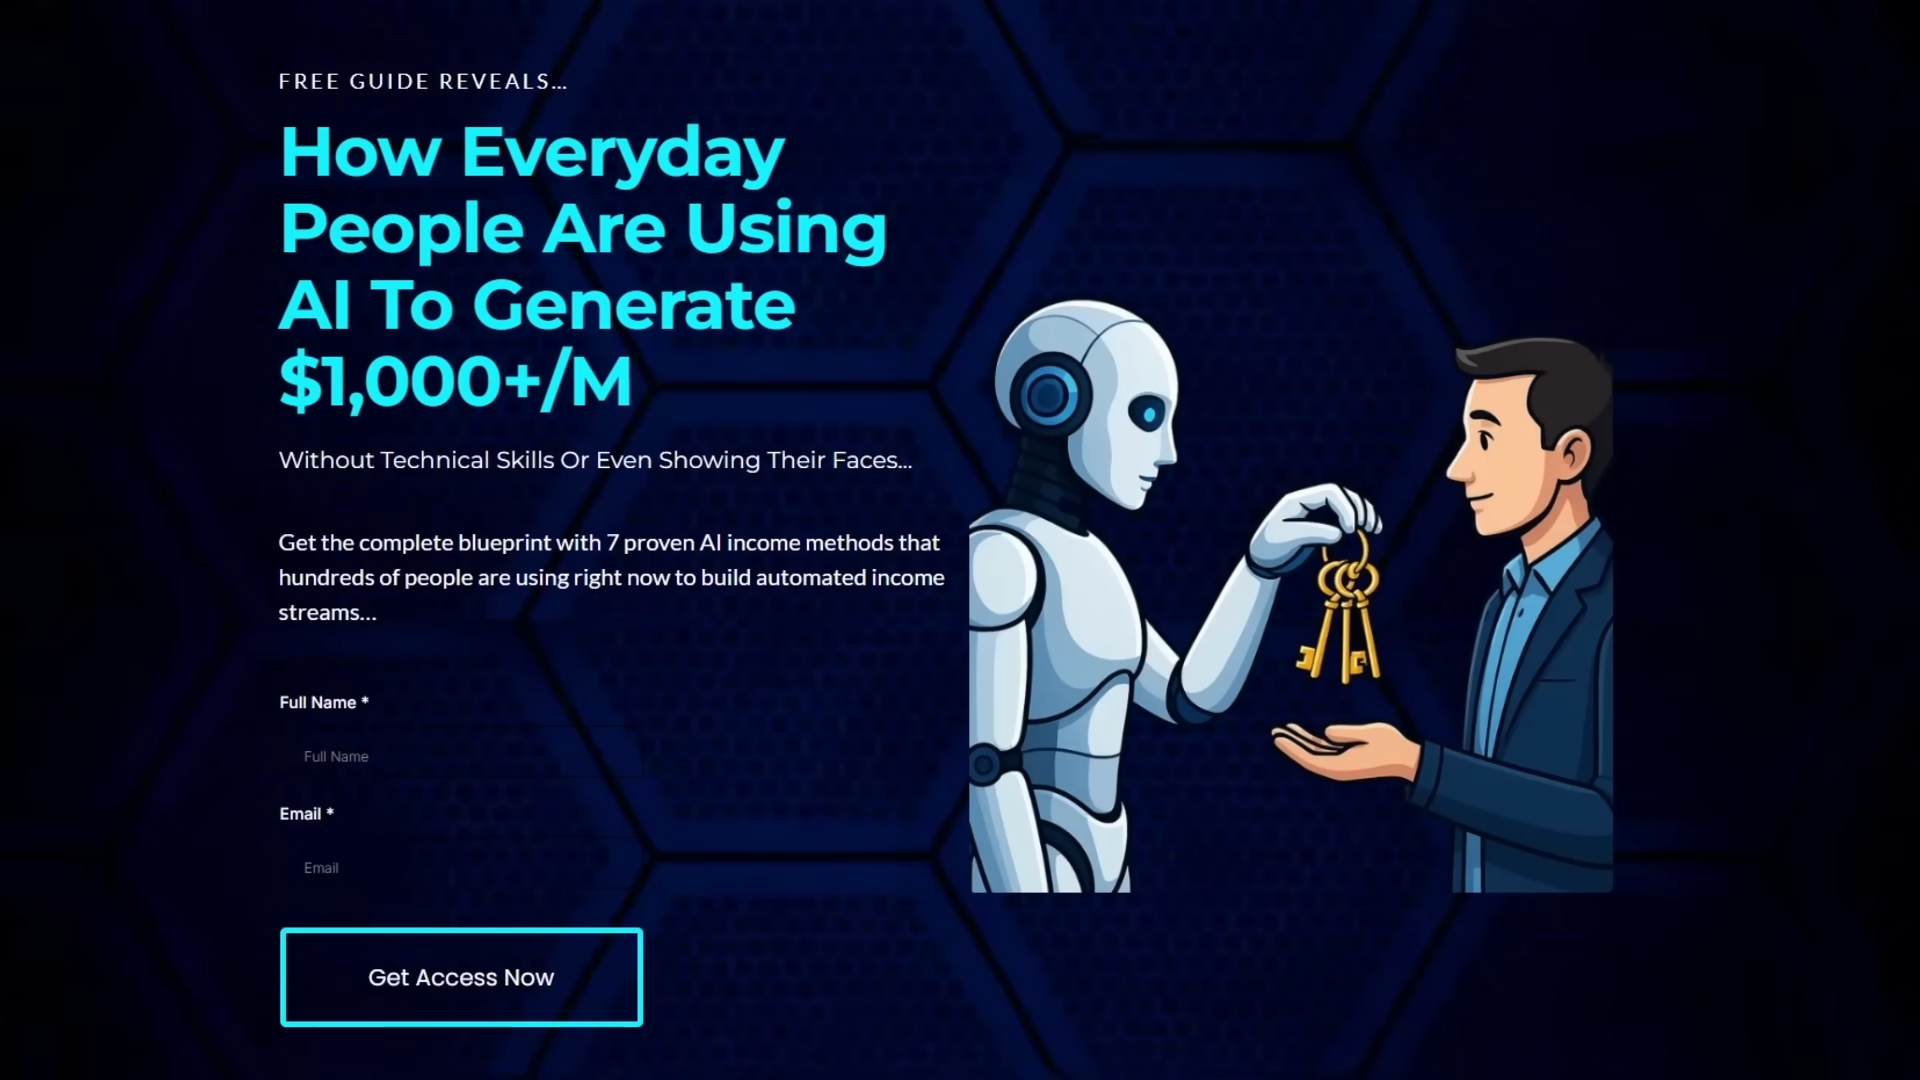 FREE GUIDE REVEALS...
How Everyday
People Are Using
AI To Generate
$1,000+/M
Without Technical Skills Or Even Showing Their Faces...
Get the complete blueprint with 7 proven AI income methods that
hundreds of people are using right now to build automated income
streams...
Full Name *
Full Name
Email *
Email
Get Access Now